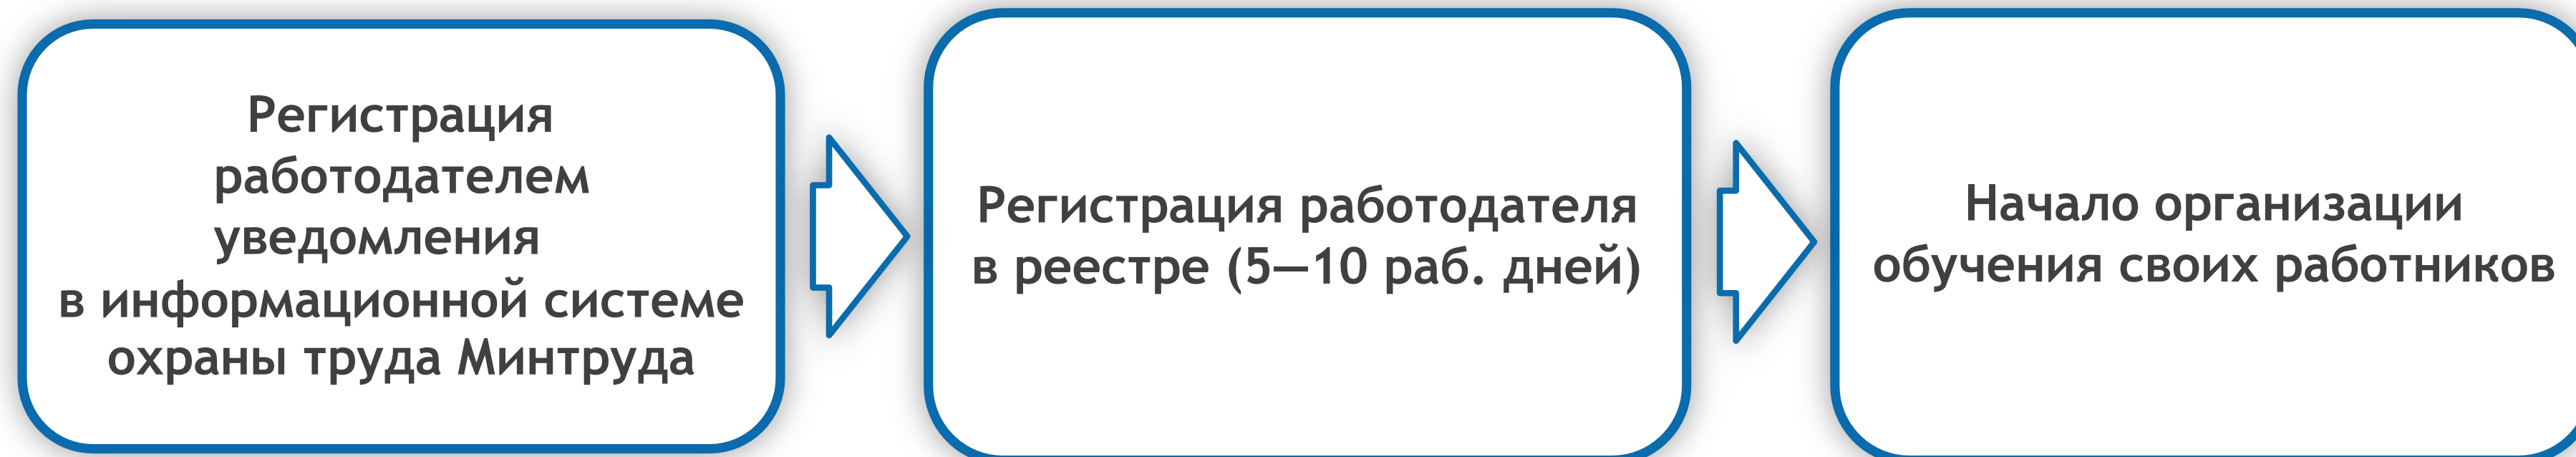 Регистрация
работодателем
уведомления
в информационной системе
охраны труда Минтруда
Регистрация работодателя
в реестре (5—10 раб. дней)
Начало организации
обучения своих работников